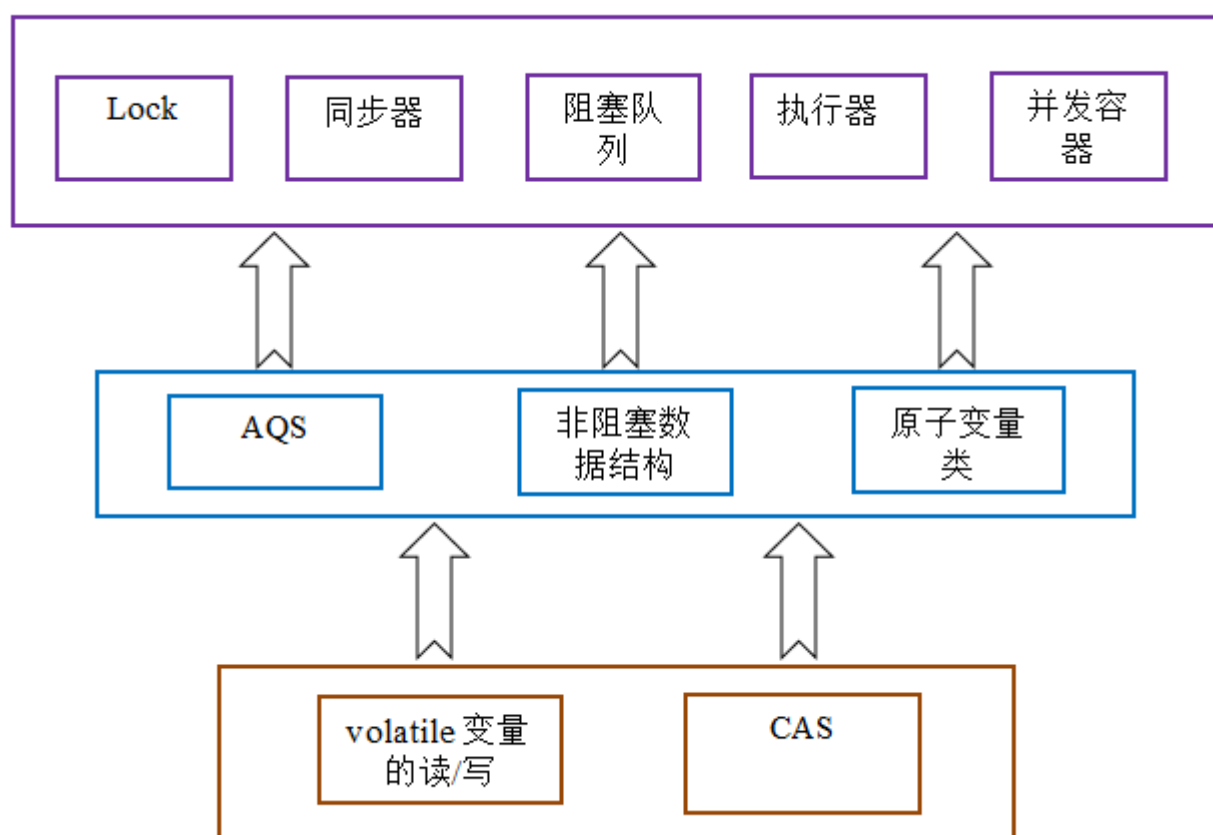 Lock
同步器
阻塞队
列
执行器
并发容
器
AQS
非阻塞数
据结构
原子变量
类
volatile 变量
的读/写
CAS